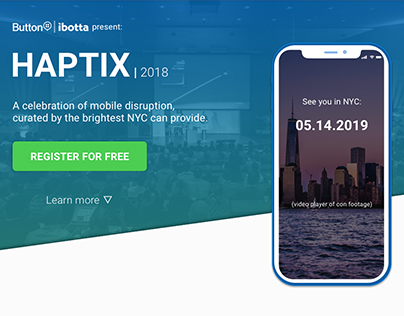 Button | ibotta present:
HAPTIX | 2018
A celebration of mobile disruption,
curated by the brightest NYC can provide.
REGISTER FOR FREE
Learn more
See you in NYC:
05.14.2019
(video player of con footage)